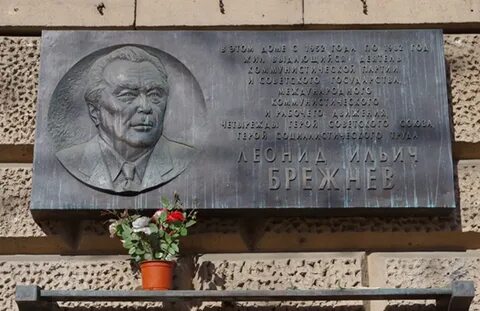 В ЭТОМ ДОМЕ С 1952 ГОДА ПО 1982 ГОД
ЖИЛ ВЫДАЮЩИЙСЯ ДЕЯТЕЛЬ
КОММУНИСТИЧЕСКОЙ ПАРТИИ
И СОВЕТСКОГО ГОСУДАРСТВА,
МЕЖДУНАРОДНОГО
КОММУНИСТИЧЕСКОГО
И РАБОЧЕГО ДВИЖЕНИЯ,
ЧЕТЫРЕЖДЫ ГЕРОЙ СОВЕТСКОГО СОЮЗА,
ГЕРОЙ СОЦИАЛИСТИЧЕСКОГО ТРУДА
ЛЕОНИД ИЛЬИЧ
БРЕЖНЕВ